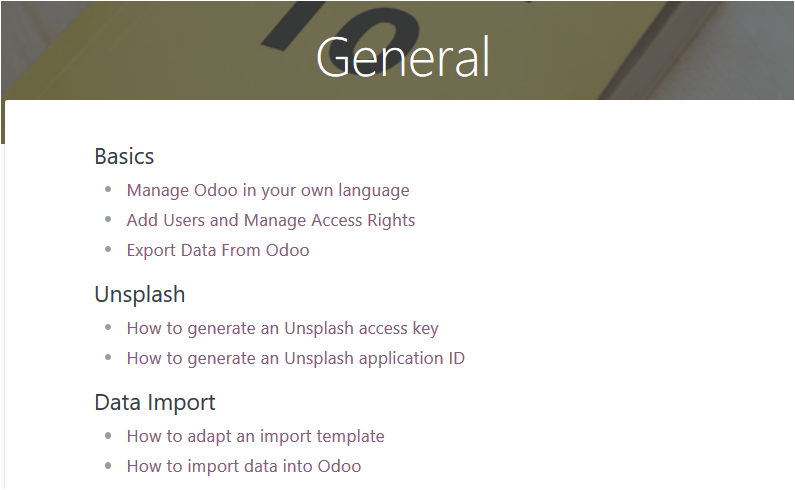 General
Basics
Manage Odoo in your own language
Add Users and Manage Access Rights
Export Data From Odoo
Unsplash
How to generate an Unsplash access key
How to generate an Unsplash application ID
Data Import
How to adapt an import template
How to import data into Odoo